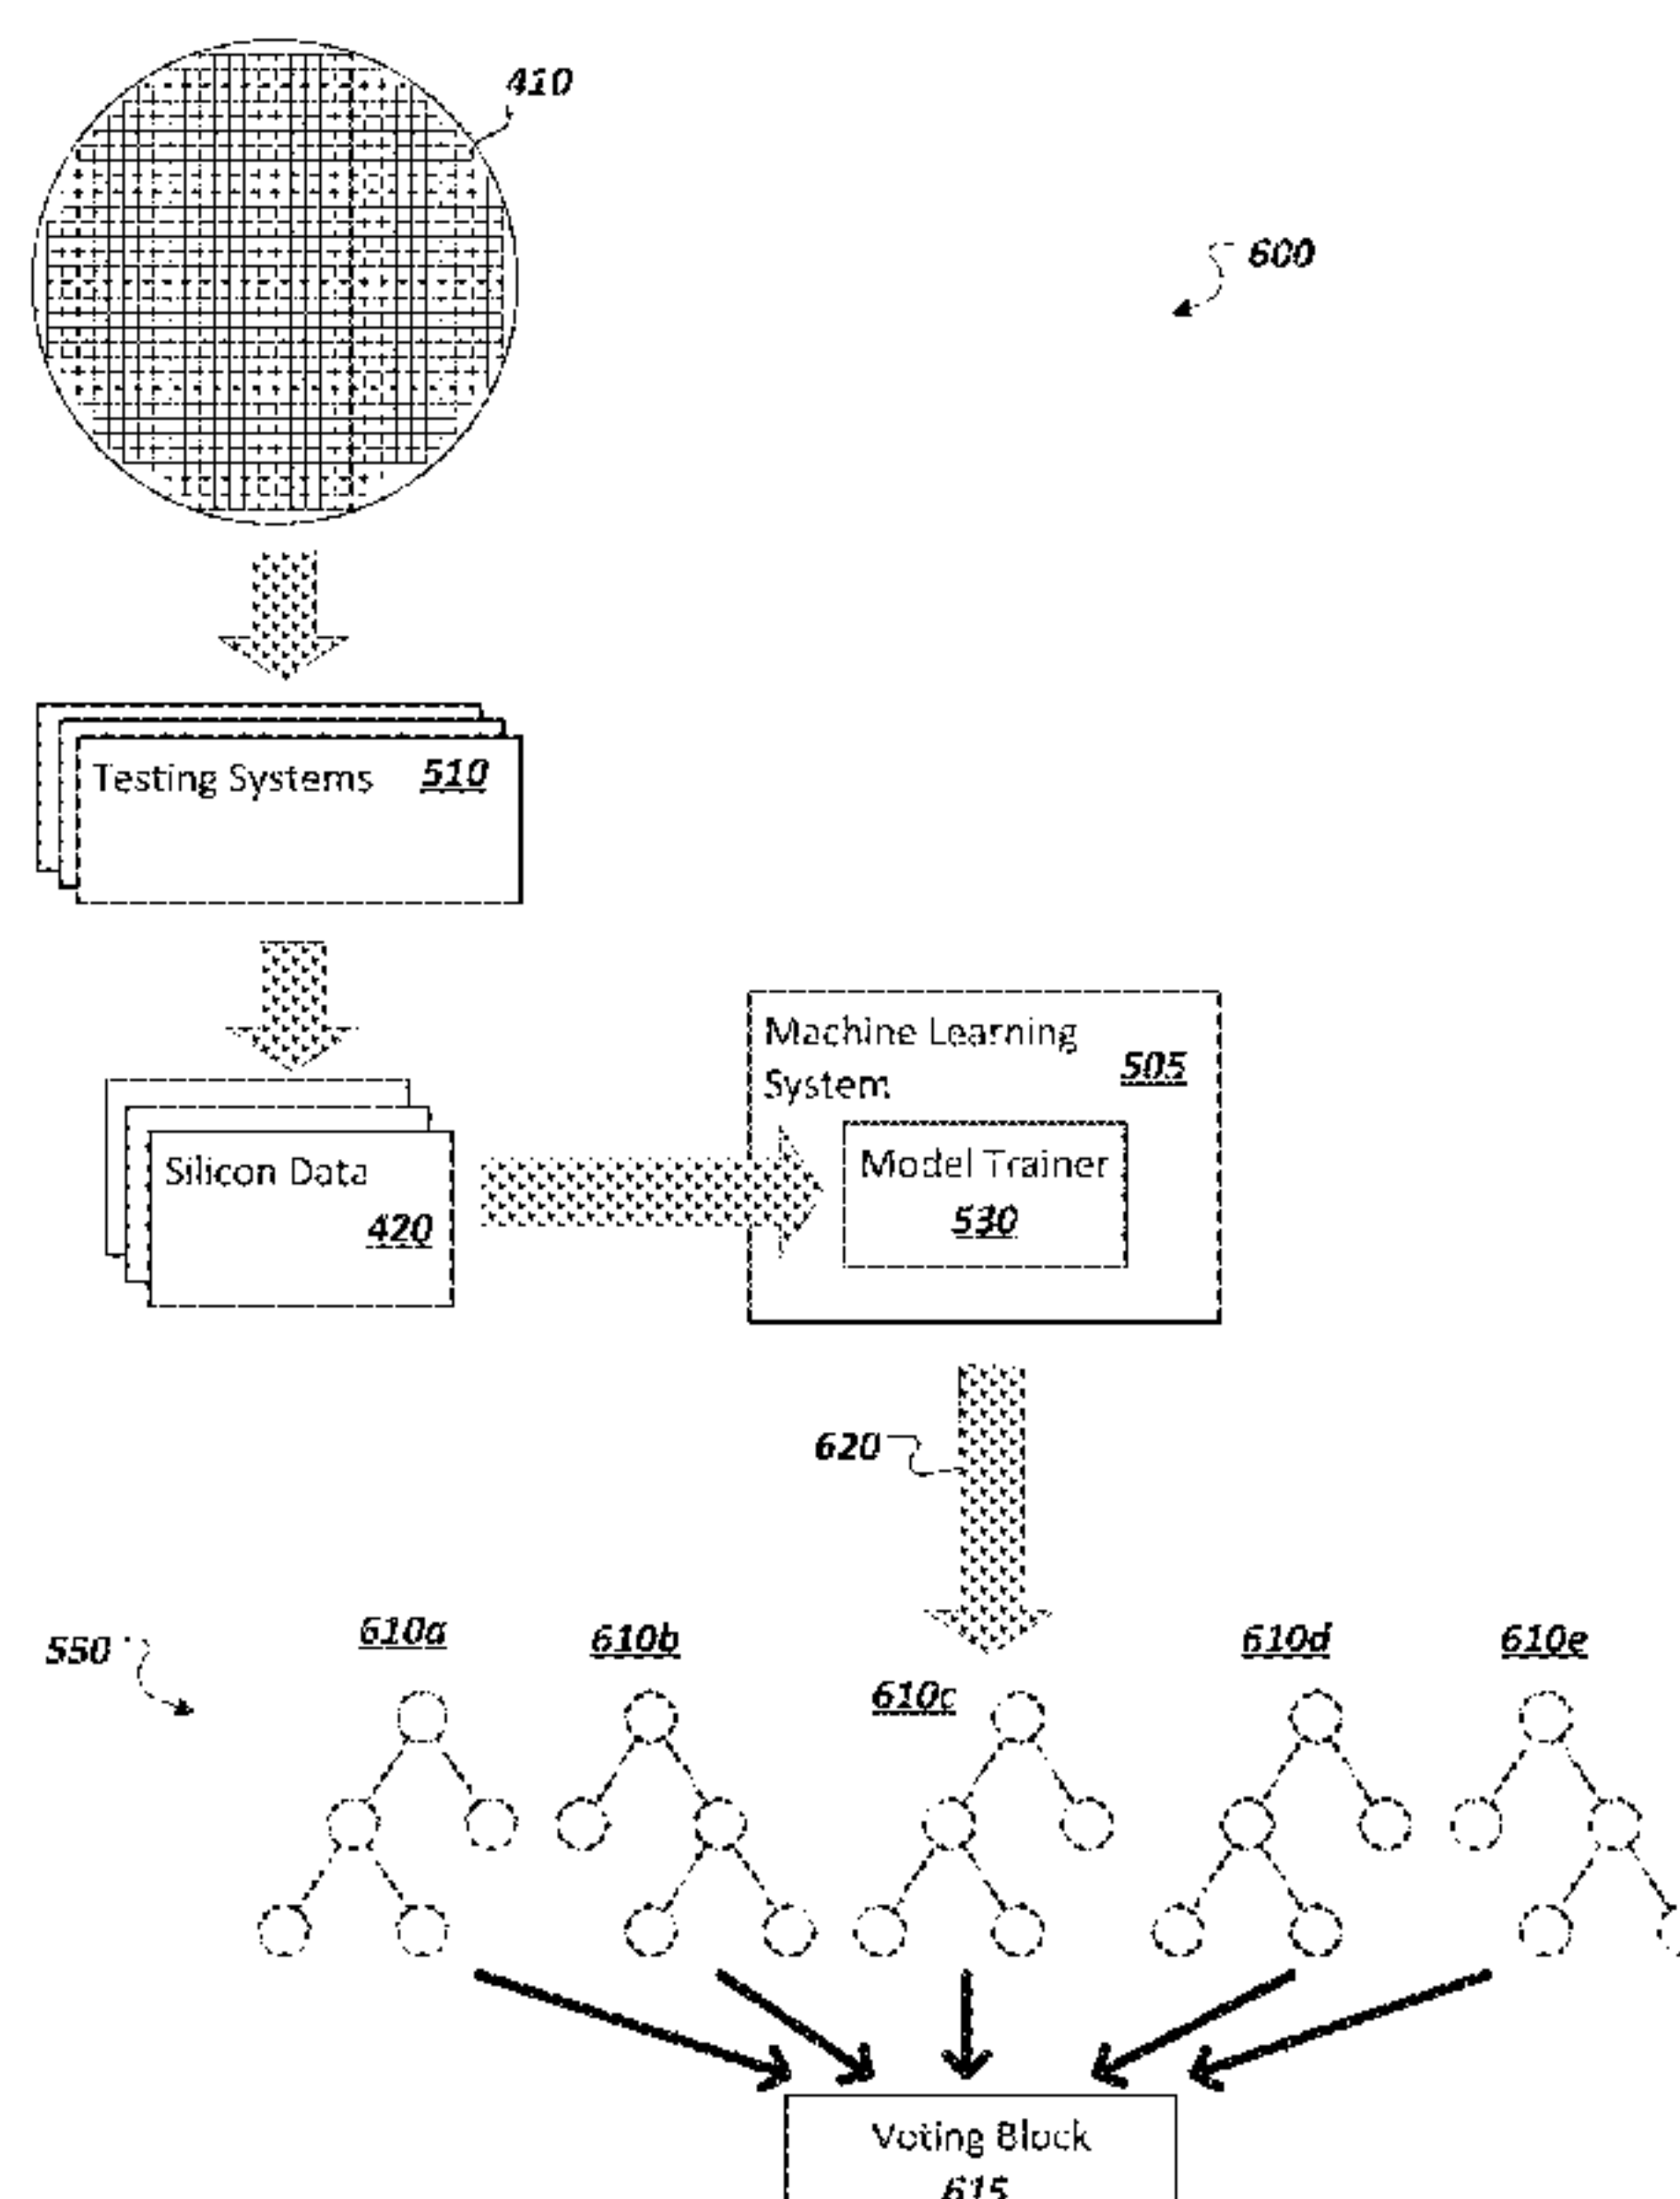 410
600
Testing Systems 510
Machine Learning
System 505
Silicon Data
420
Model Trainer
530
620
550
610a
610b
610c
610d
610e
Voting Block
615